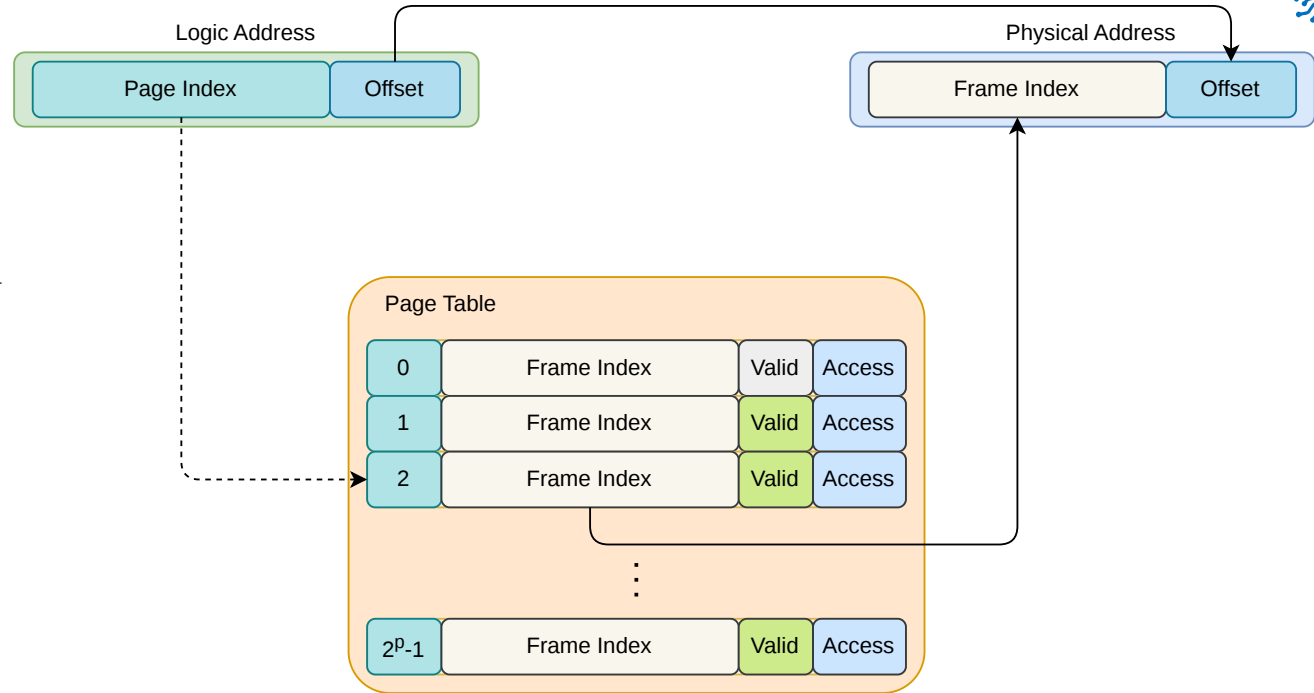 Logic Address
Physical Address
Page Index Offset
Frame Index Offset
Page Table
0 Frame Index Valid Access
1 Frame Index Valid Access
2 Frame Index Valid Access
⋮
2ᵖ-1 Frame Index Valid Access